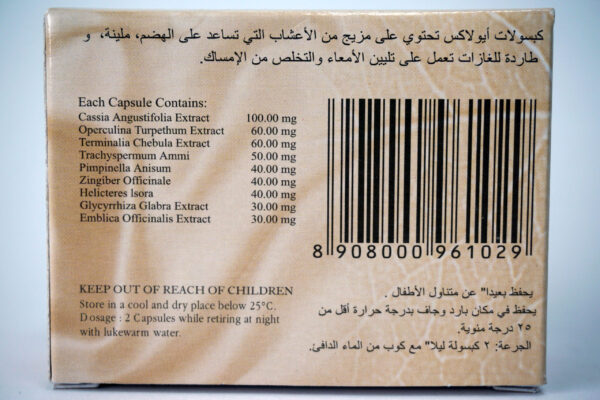 كبسولات أيولاكس تحتوي على مزيج من الأعشاب التي تساعد على الهضم، ملينة، و
طاردة للغازات تعمل على تليين الأمعاء والتخلص من الإمساك.
Each Capsule Contains:
Cassia Angustifolia Extract 100.00 mg
Operculina Turpethum Extract 60.00 mg
Terminalia Chebula Extract 60.00 mg
Trachyspermum Ammi 50.00 mg
Pimpinella Anisum 40.00 mg
Zingiber Officinale 40.00 mg
Helicteres lsora 40.00 mg
Glycyrrhiza Glabra Extract 30.00 mg
Emblica Officinalis Extract 30.00 mg
8 908000 961029
KEEP OUT OF REACH OF CHILDREN
Store in a cool and dry place below 25°C.
Dosage : 2 Capsules while retiring at night
with lukewarm water.
يحفظ بعيدا" عن متناول الأطفال .
يحفظ في مكان بارد وجاف بدرجة حرارة أقل من
٢٥ درجة مئوية.
الجرعة: ٢ كبسولة ليلا" مع كوب من الماء الدافئ.